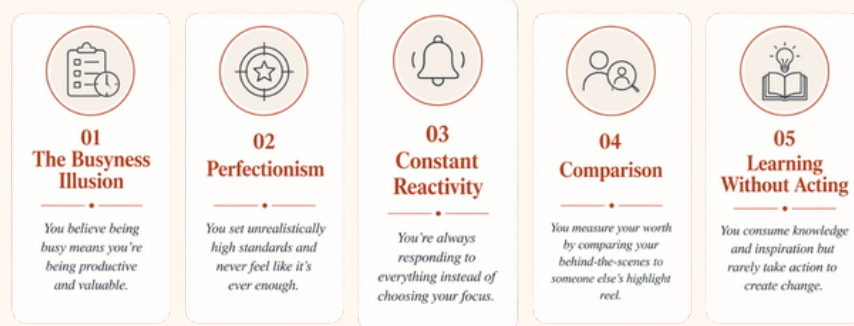 01
The Busyness
Illusion
You believe being
busy means you're
being productive
and valuable.
02
Perfectionism
You set unrealistically
high standards and
never feel like it's
ever enough.
03
Constant
Reactivity
You're always
responding to
everything instead of
choosing your focus.
04
Comparison
You measure your worth
by comparing your
behind-the-scenes to
someone else's highlight
reel.
05
Learning
Without Acting
You consume knowledge
and inspiration but
rarely take action to
create change.